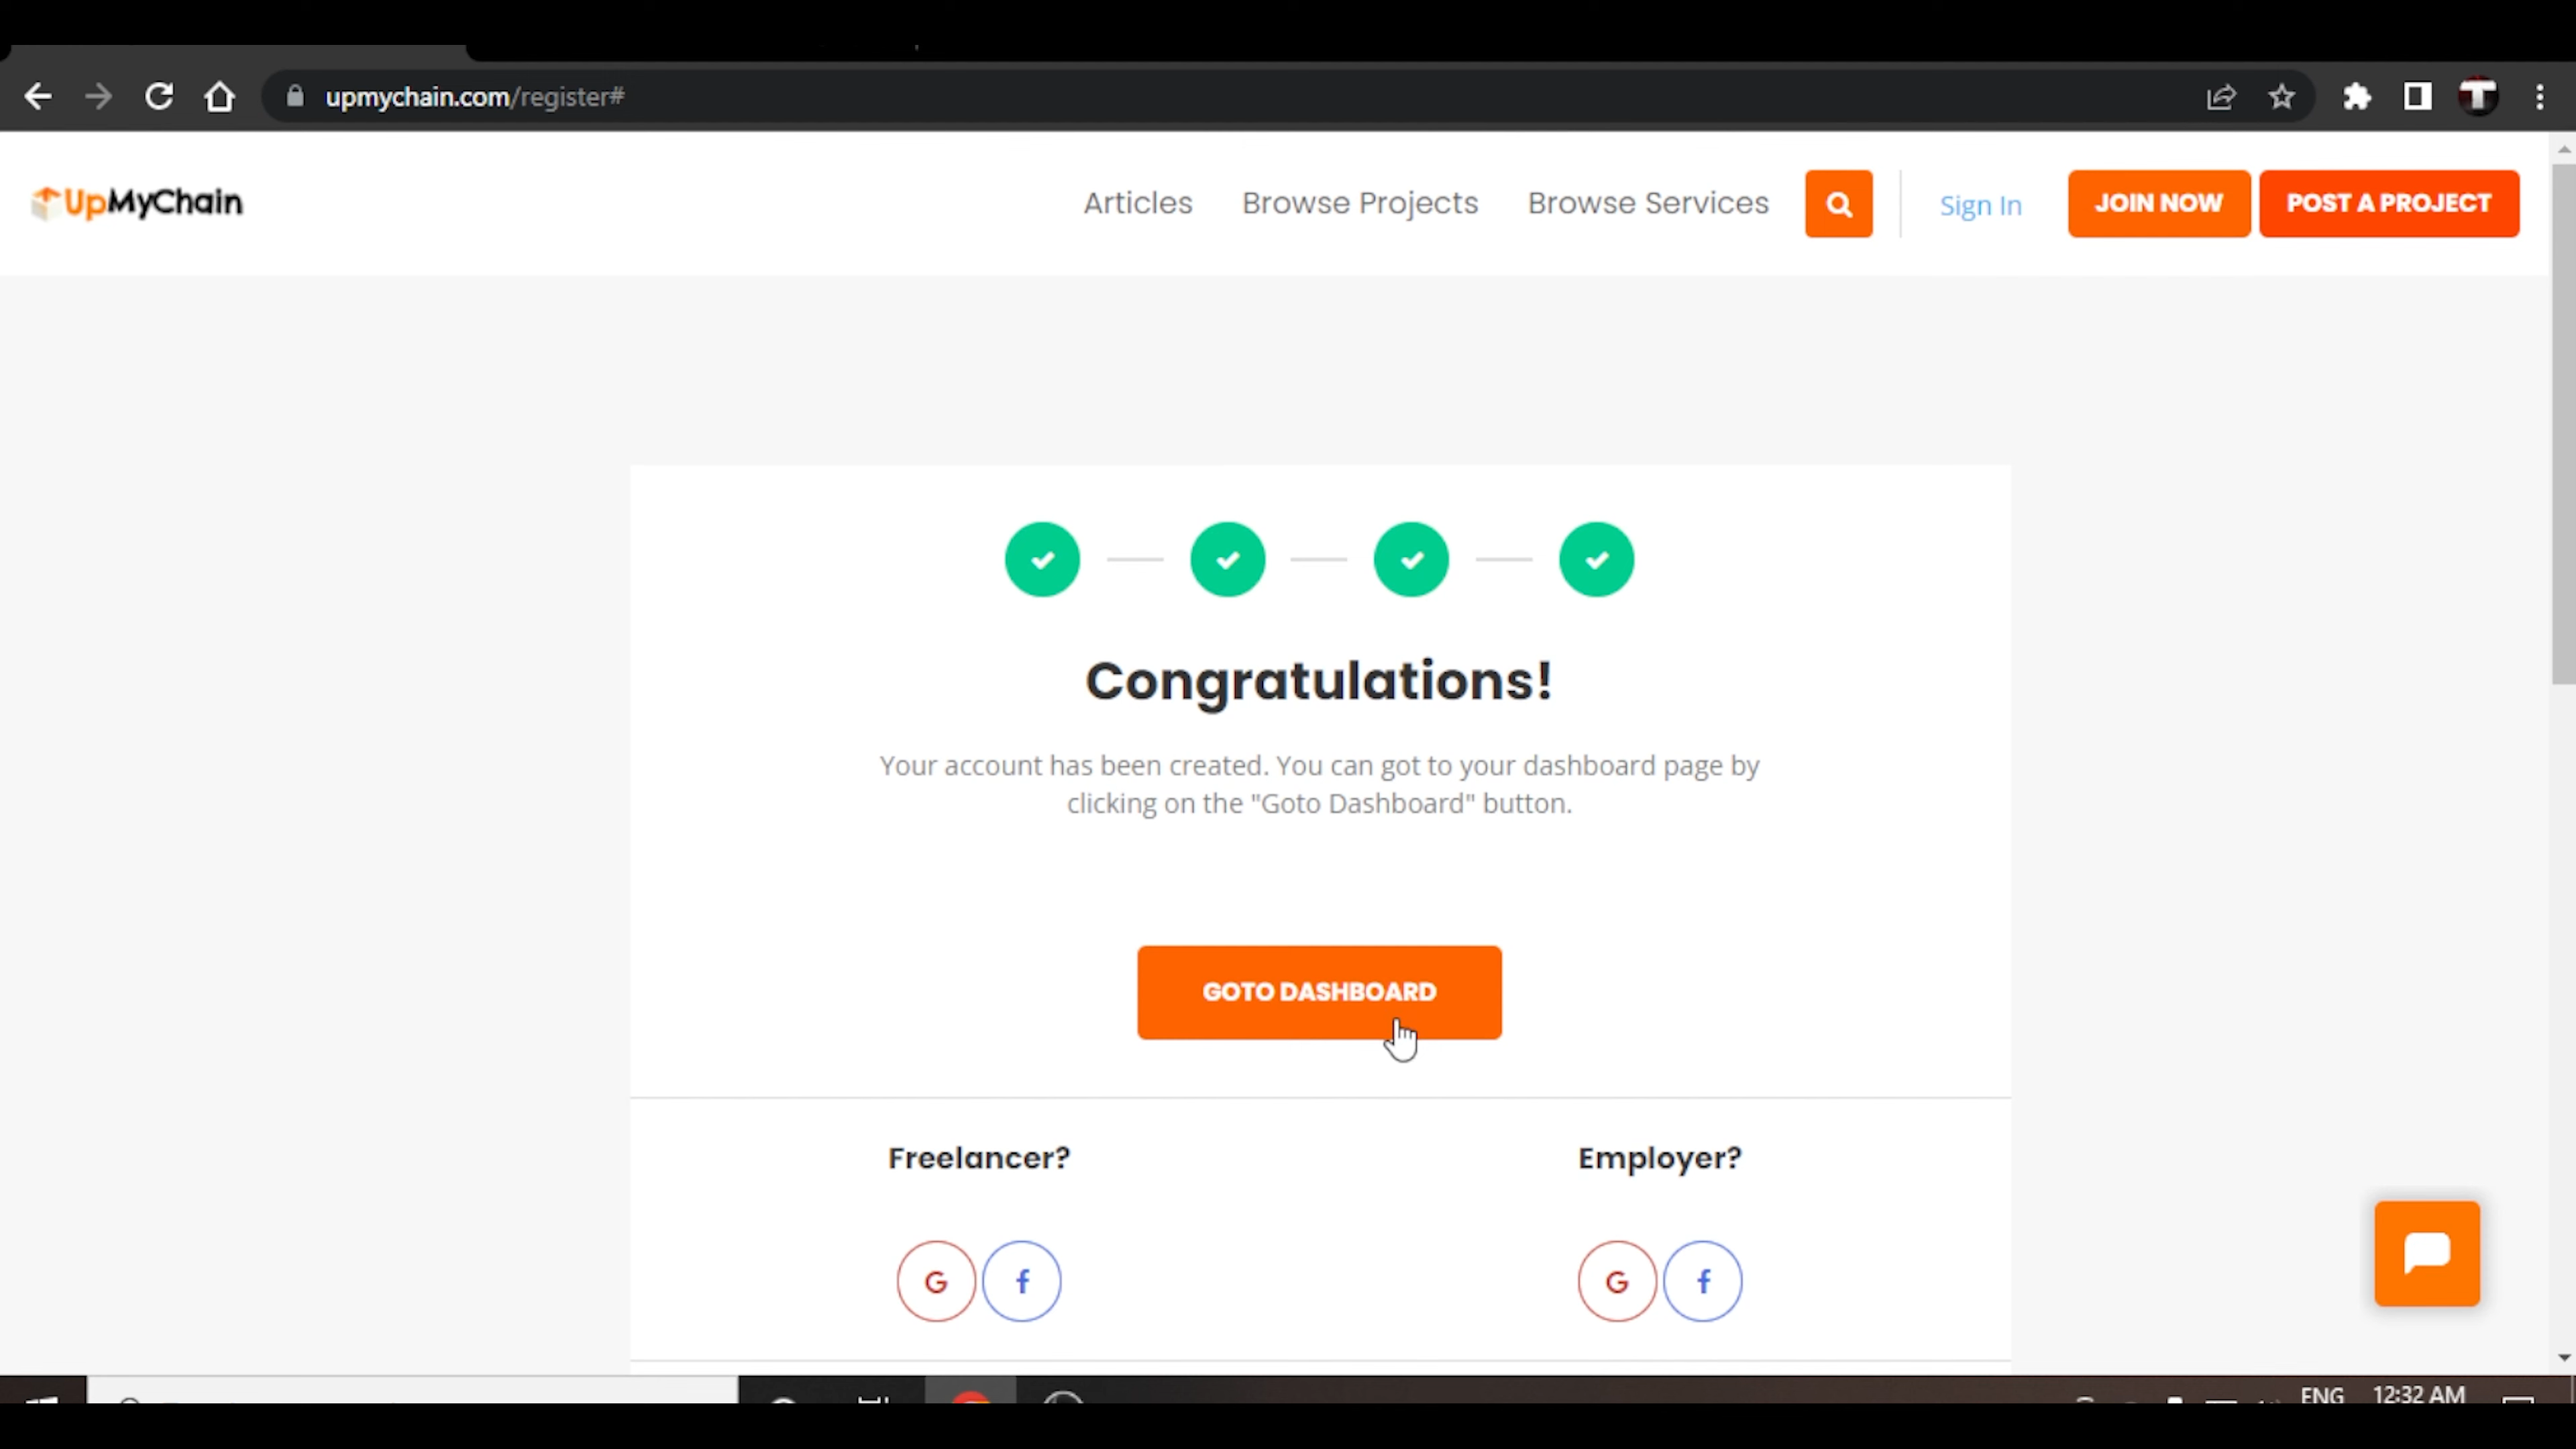 upmychain.com/register#
UpMyChain
Articles
Browse Projects
Browse Services
Sign In
JOIN NOW
POST A PROJECT
Congratulations!
Your account has been created. You can got to your dashboard page by
clicking on the "Goto Dashboard" button.
GOTO DASHBOARD
Freelancer?
Employer?
G
f
G
f
ENG
12:32 AM